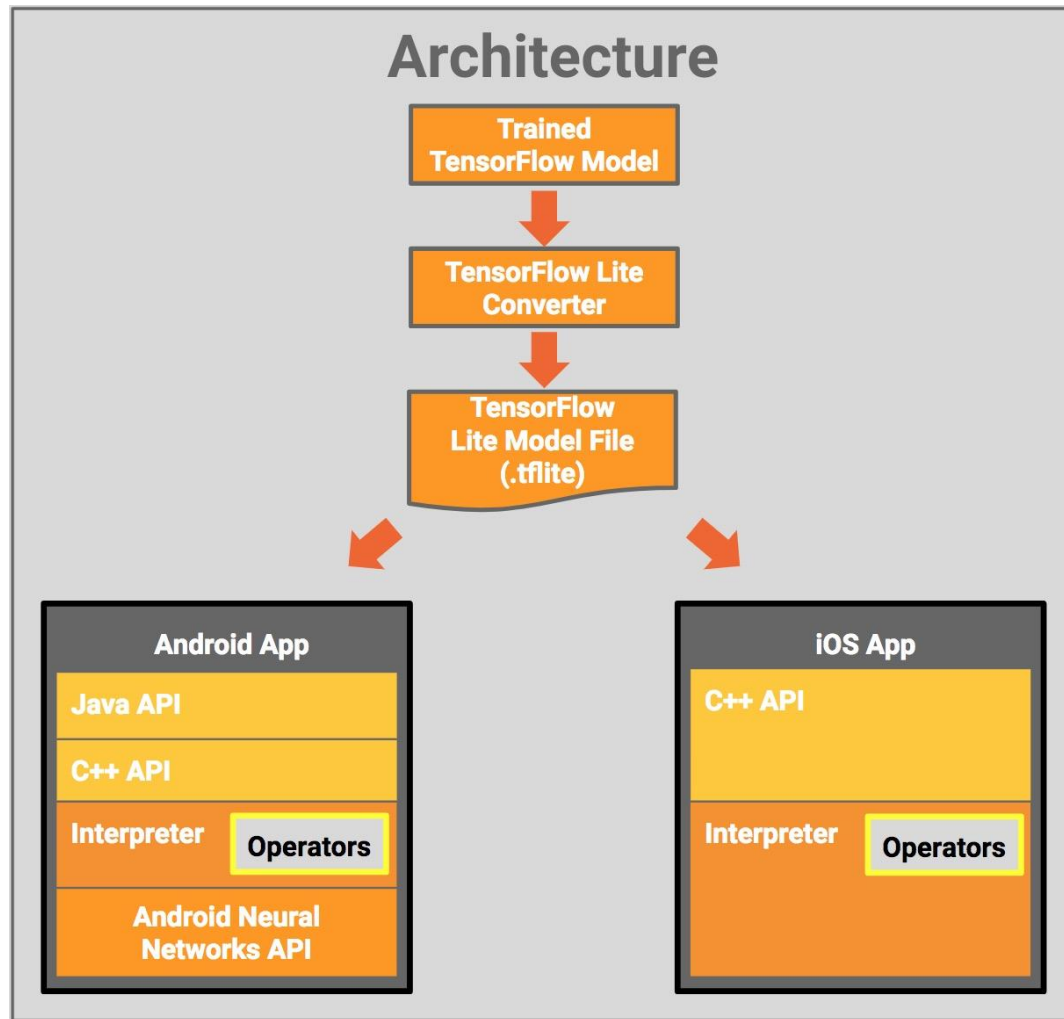 Architecture
Trained
TensorFlow Model
TensorFlow Lite
Converter
TensorFlow
Lite Model File
(.tflite)
Android App
Java API
C++ API
Interpreter
Operators
Android Neural
Networks API
iOS App
C++ API
Interpreter
Operators